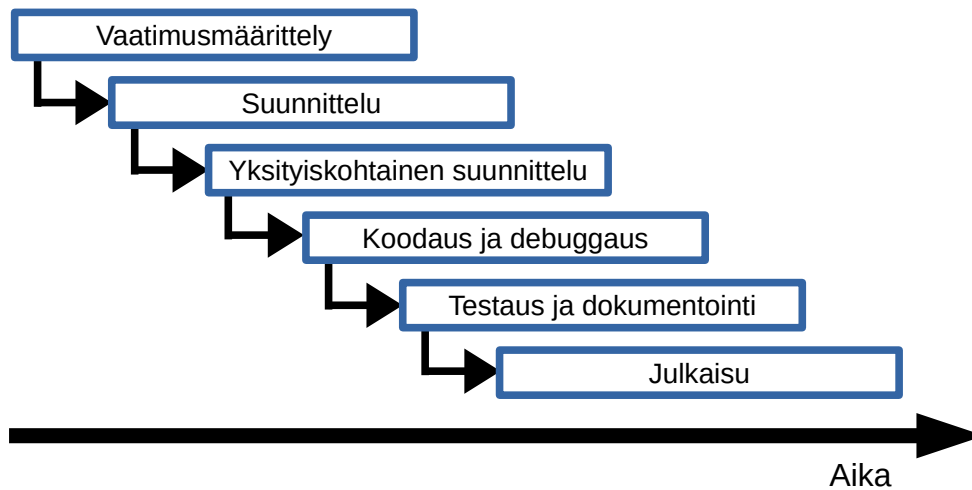 Vaatimusmäärittely
Suunnittelu
Yksityiskohtainen suunnittelu
Koodaus ja debuggaus
Testaus ja dokumentointi
Julkaisu
Aika